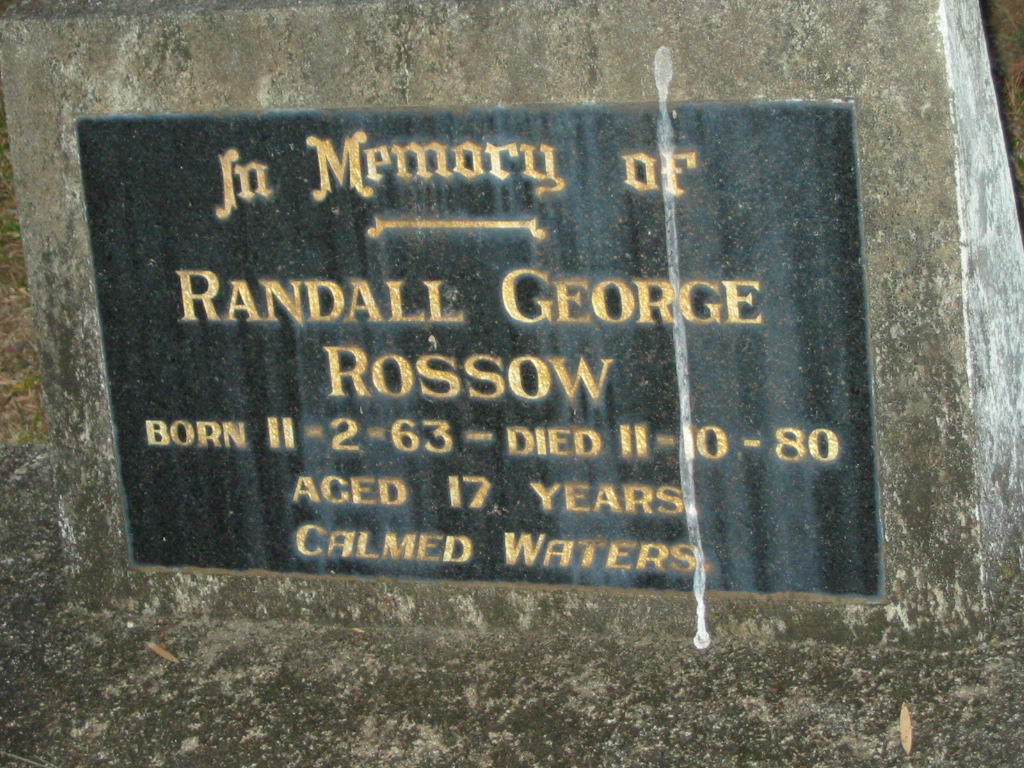 In Memory of
RANDALL GEORGE
ROSSOW
BORN 11-2-63 - DIED 11-10-80
AGED 17 YEARS.
CALMED WATERS.